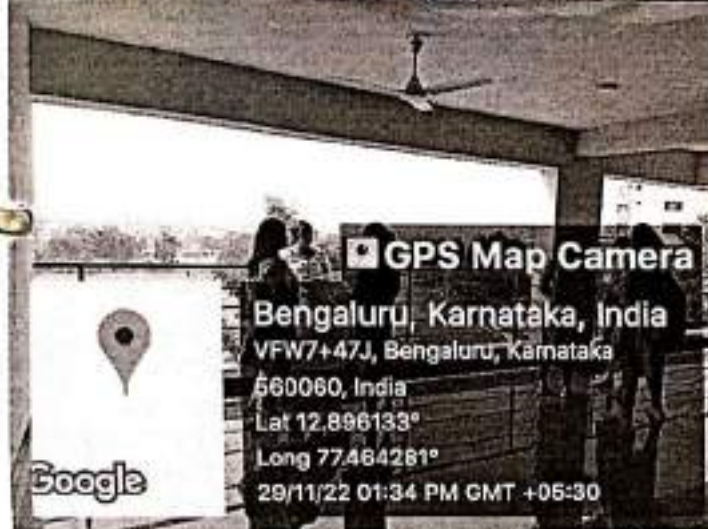 GPS Map Camera
Bengaluru, Karnataka, India
VFW7+47J, Bengaluru, Karnataka
560060, India
Lat 12.896133°
Long 77.464281°
29/11/22 01:34 PM GMT +05:30
Google